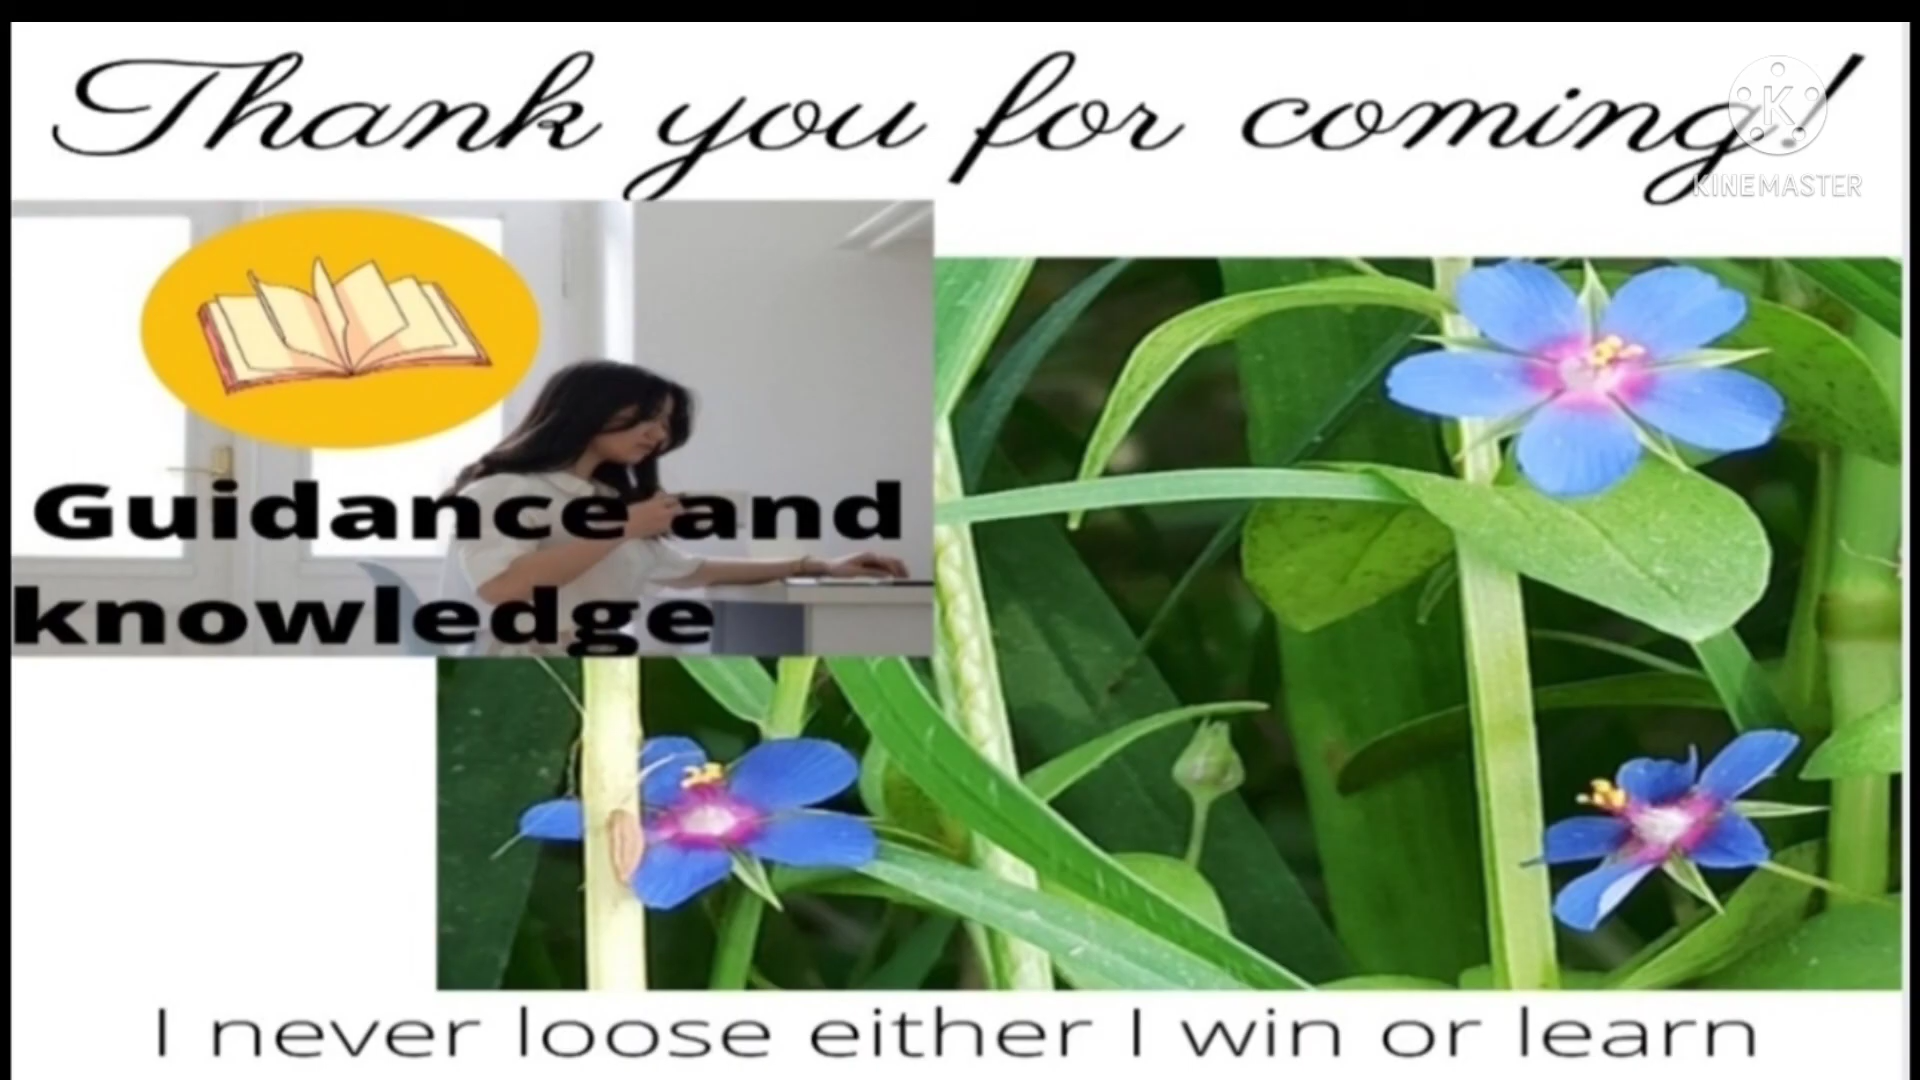 Thank you for coming!
K
KINEMASTER
Guidance and
knowledge
I never loose either I win or learn